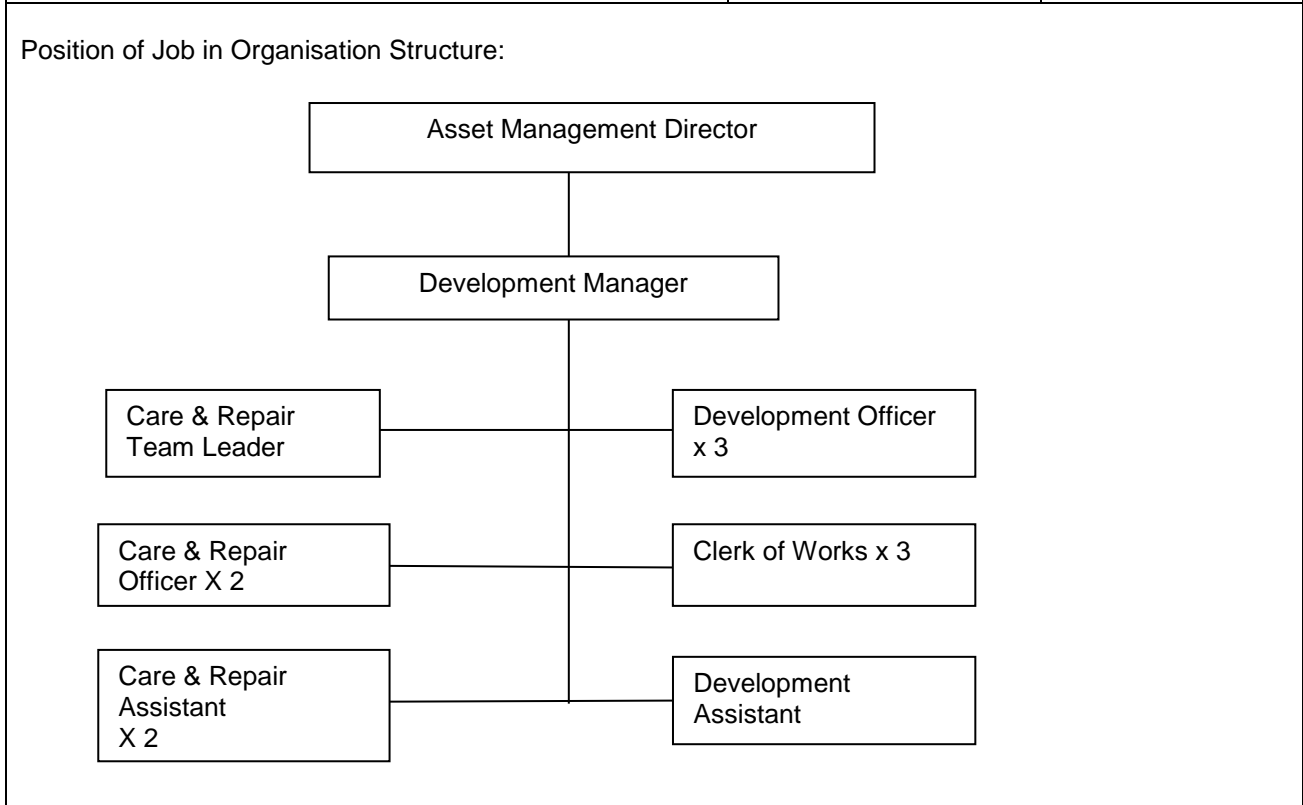 Position of Job in Organisation Structure:
Asset Management Director
Development Manager
Care & Repair
Team Leader
Development Officer
x 3
Care & Repair
Officer X 2
Clerk of Works x 3
Care & Repair
Assistant
X 2
Development
Assistant